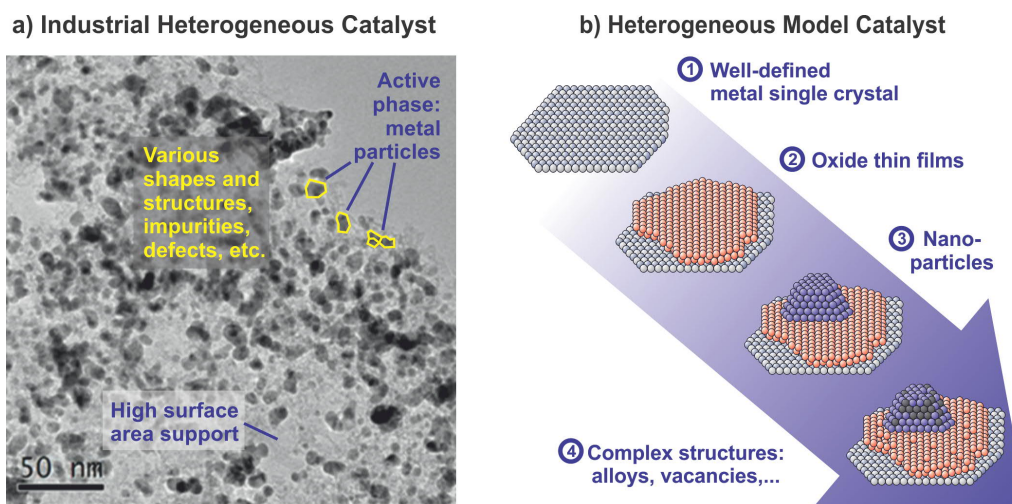 a) Industrial Heterogeneous Catalyst
Active
phase:
metal
particles
Various
shapes and
structures,
impurities,
defects, etc.
High surface
area support
50 nm
b) Heterogeneous Model Catalyst
1 Well-defined
metal single crystal
2 Oxide thin films
3 Nano-
particles
4 Complex structures:
alloys, vacancies,...